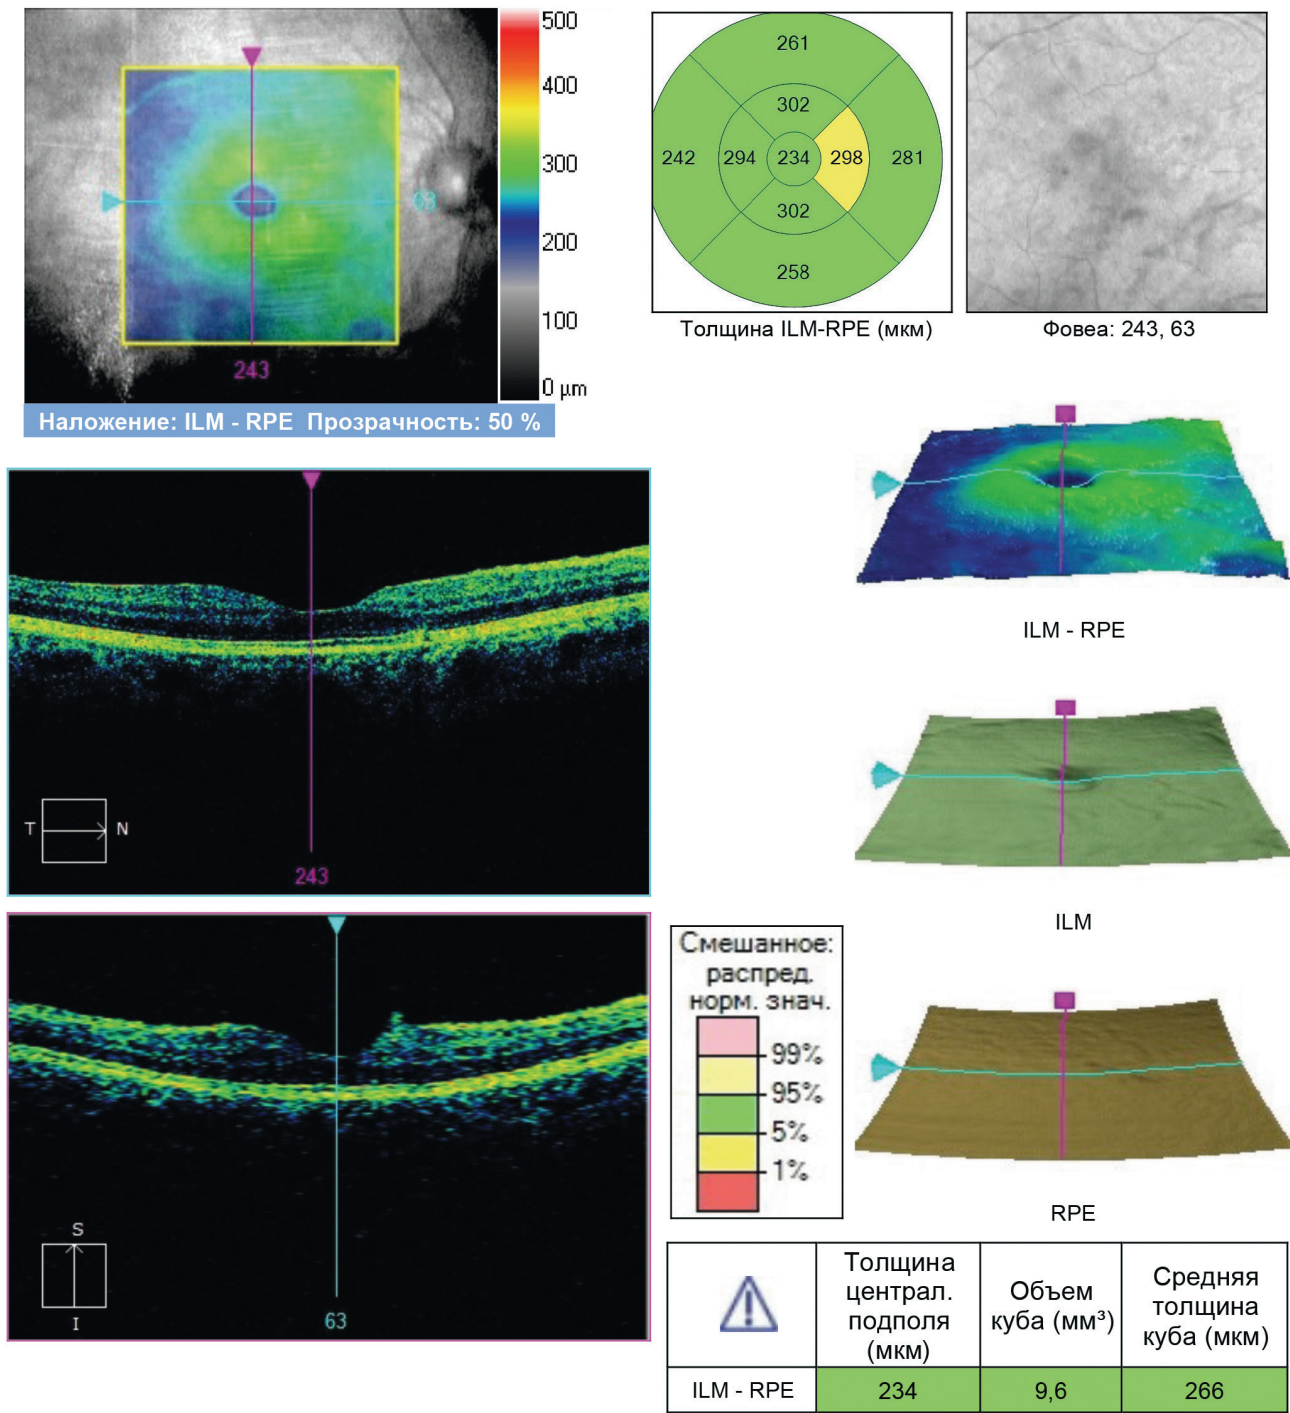 500
400
300
200
100
0 μm
243
Наложение: ILM - RPE Прозрачность: 50 %
261
302
242
294
234
298
281
302
258
Толщина ILM-RPE (мкм)
Фовеа: 243, 63
ILM - RPE
T
N
243
ILM
S
I
63
Смешанное:
распред.
норм. знач.
99%
95%
5%
1%
RPE
Толщина
централ.
подполя
(мкм)
Объем
куба (мм³)
Средняя
толщина
куба (мкм)
ILM - RPE
234
9,6
266